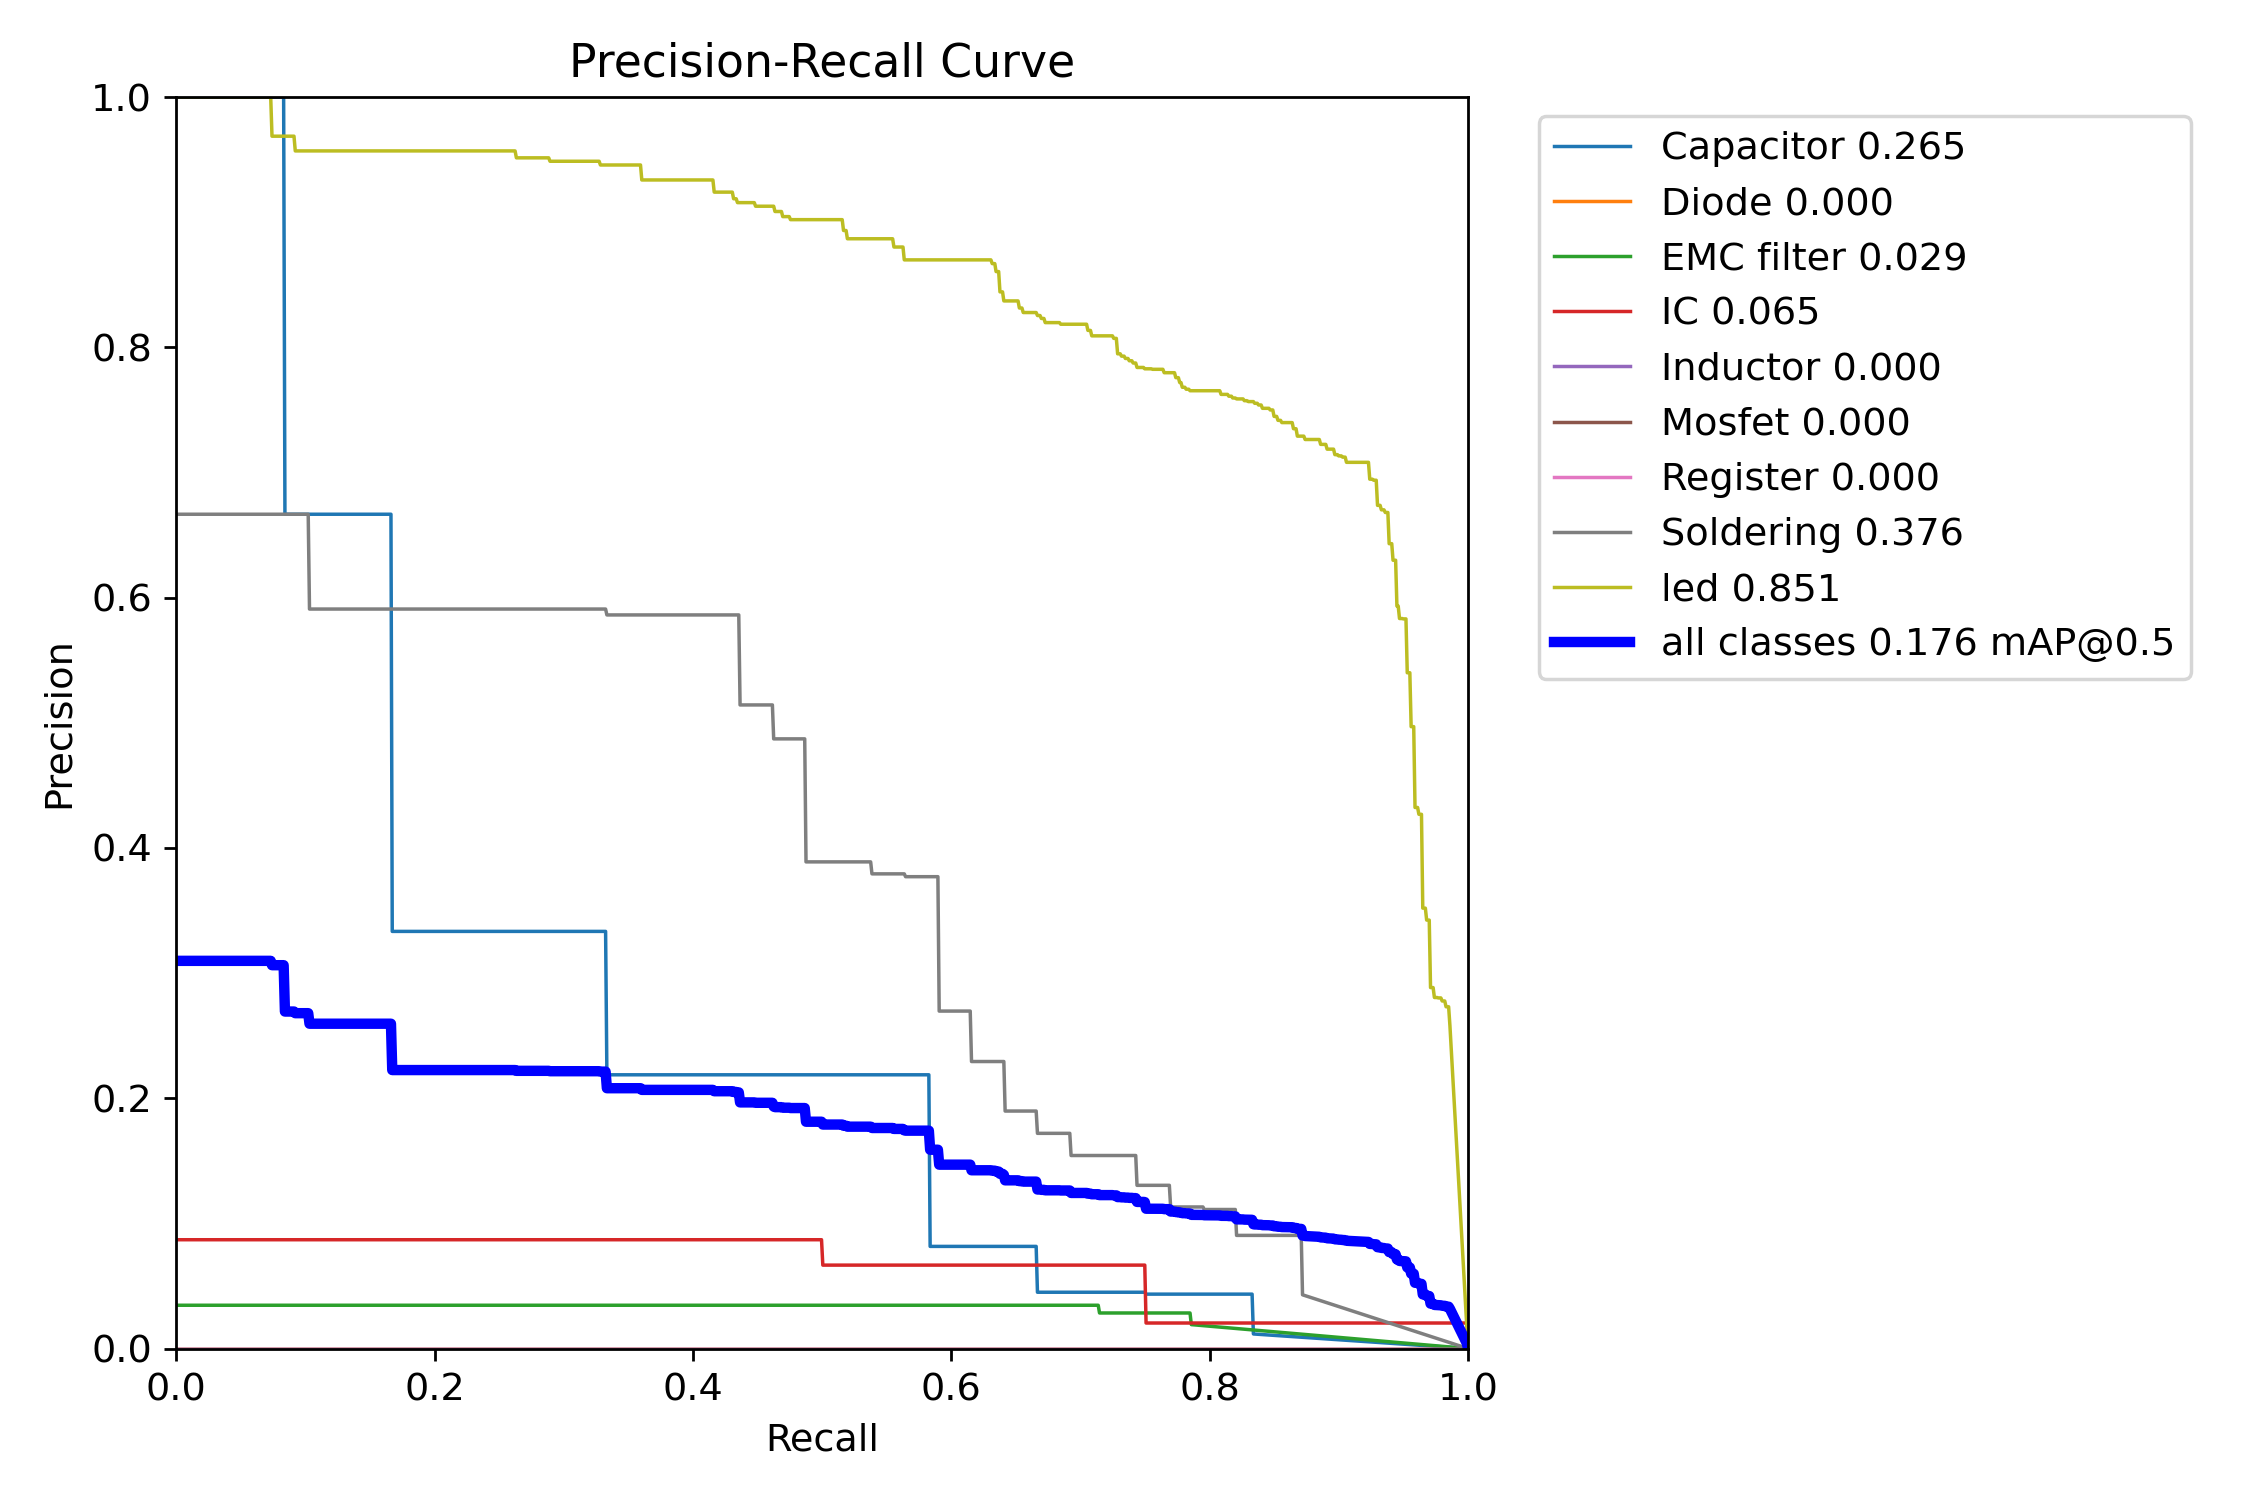 Precision-Recall Curve
1.0
0.8
0.6
0.4
0.2
0.0
Precision
0.0 0.2 0.4 0.6 0.8 1.0
Recall
Capacitor 0.265
Diode 0.000
EMC filter 0.029
IC 0.065
Inductor 0.000
Mosfet 0.000
Register 0.000
Soldering 0.376
led 0.851
all classes 0.176 mAP@0.5